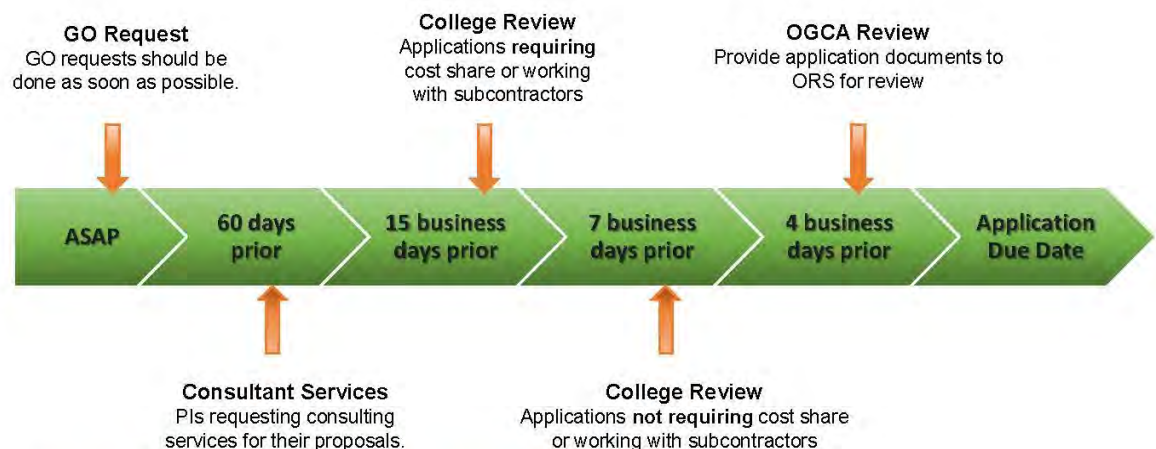 GO Request
GO requests should be
done as soon as possible.
College Review
Applications requiring
cost share or working
with subcontractors
OGCA Review
Provide application documents to
ORS for review
ASAP
60 days
prior
15 business
days prior
7 business
days prior
4 business
days prior
Application
Due Date
Consultant Services
PIs requesting consulting
services for their proposals.
College Review
Applications not requiring cost share
or working with subcontractors